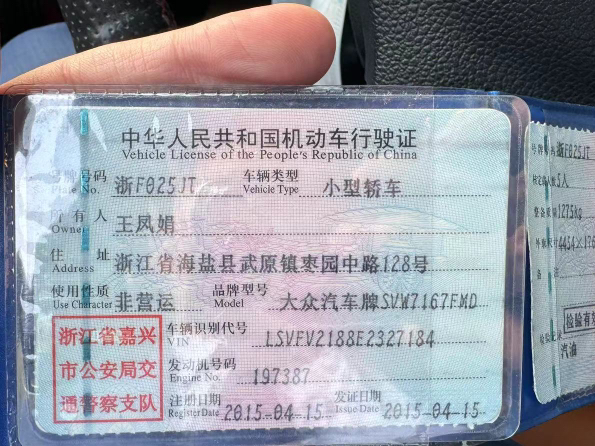 中华人民共和国机动车行驶证
Vehicle License of the People's Republic of China
号牌号码 浙F025JT 车辆类型 小型轿车
Plate No. Vehicle Type
所有人 王凤娟
Owner
住址 浙江省海盐县武原镇枣园中路128号
Address
使用性质 非营运 品牌型号 大众汽车牌SVW7167FMD
Use Character Model
浙江省嘉兴
市公安局交
通警察支队
车辆识别代号 LSVFV2188E2327184
VIN
发动机号码 197387
Engine No.
注册日期 2015-04-15 发证日期 2015-04-15
Register Date Issue Date
浙F025J
5人
1275kg
4454×176
检验有
汽油